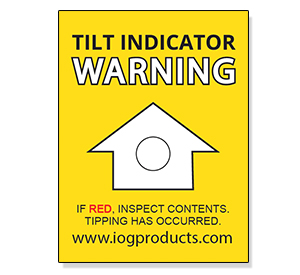 TILT INDICATOR
WARNING
IF RED, INSPECT CONTENTS.
TIPPING HAS OCCURRED.
www.iogproducts.com